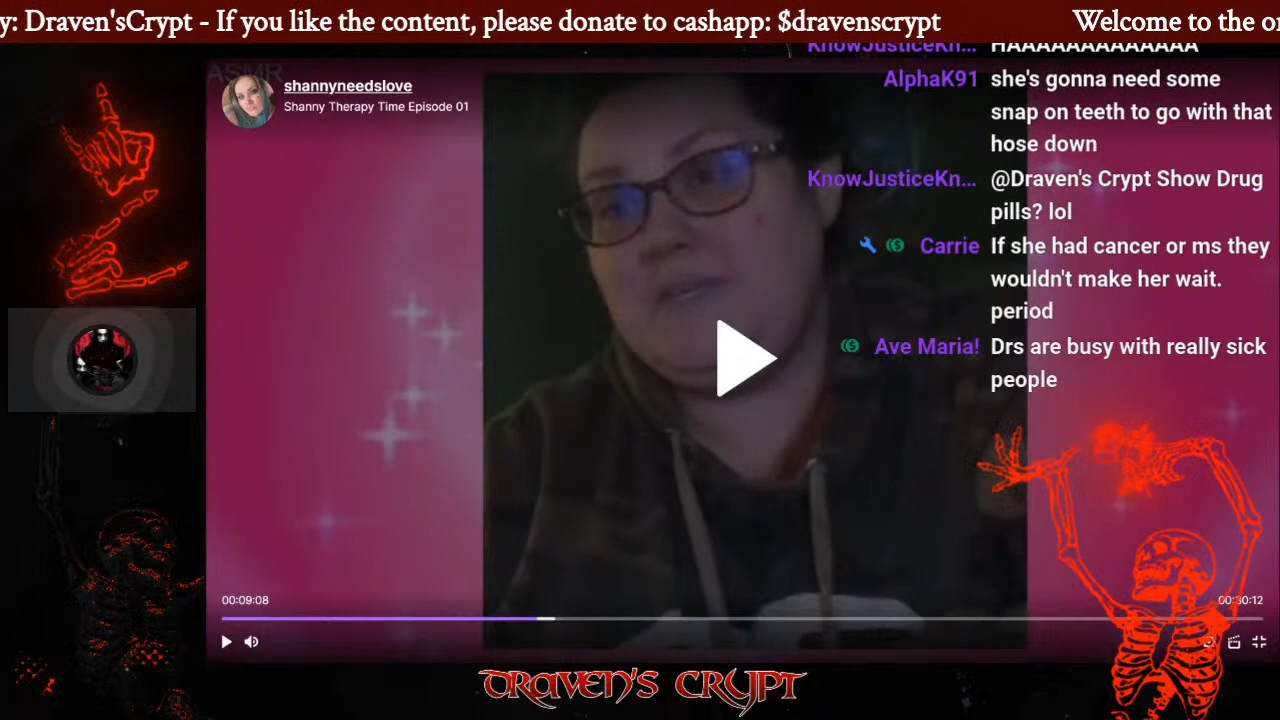 y: Draven'sCrypt - If you like the content, please donate to cashapp: $dravenscrypt
Welcome to the or
ASMR
shannyneedslove
Shanny Therapy Time Episode 01
KnowJusticeKn... HAAAAAAAAAAAAA
AlphaK91 she's gonna need some
snap on teeth to go with that
hose down
KnowJusticeKn... @Draven's Crypt Show Drug
pills? lol
Carrie If she had cancer or ms they
wouldn't make her wait.
period
Ave Maria! Drs are busy with really sick
people
00:09:08
00:30:12
DRAVEN'S CRYPT